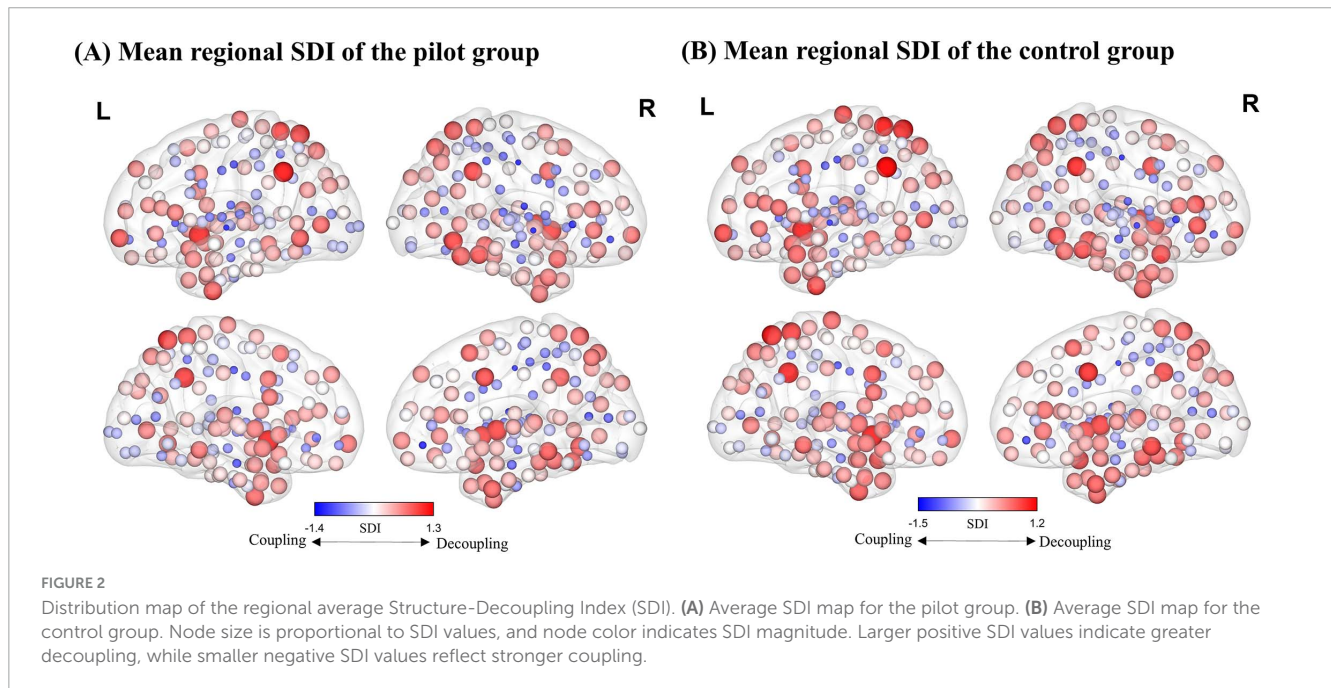 (A) Mean regional SDI of the pilot group
(B) Mean regional SDI of the control group
L
R
L
R
-1.4
SDI
1.3
Coupling
Decoupling
-1.5
SDI
1.2
Coupling
Decoupling
FIGURE 2
Distribution map of the regional average Structure-Decoupling Index (SDI). (A) Average SDI map for the pilot group. (B) Average SDI map for the
control group. Node size is proportional to SDI values, and node color indicates SDI magnitude. Larger positive SDI values indicate greater
decoupling, while smaller negative SDI values reflect stronger coupling.